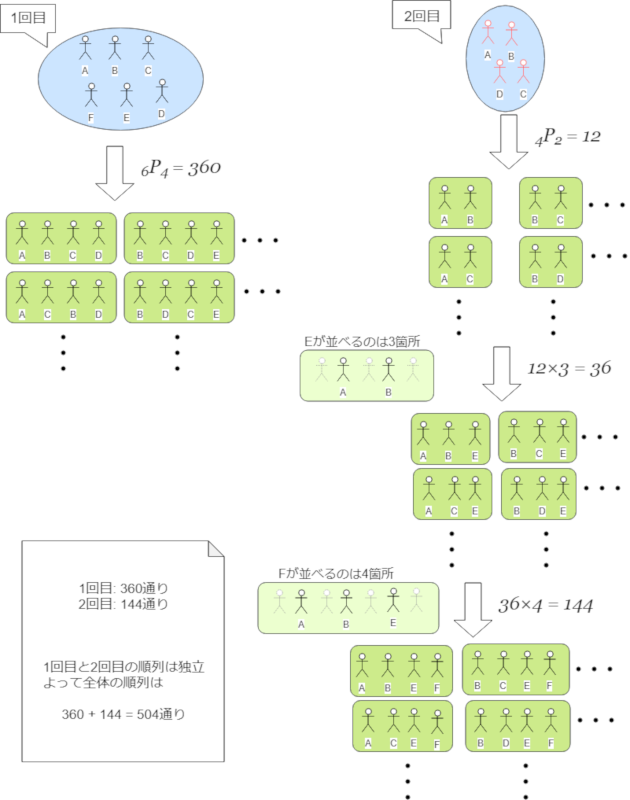 1回目
A B C
F E D
₆P₄ = 360
A B C D
B C D E
A C B D
B D C E
1回目: 360通り
2回目: 144通り
1回目と2回目の順列は独立
よって全体の順列は
360 + 144 = 504通り
2回目
A B
D C
₄P₂ = 12
A B
B C
A C
B D
Eが並べるのは3箇所
A B
12×3 = 36
A B E
B C E
A C E
B D E
Fが並べるのは4箇所
A B E
36×4 = 144
A B E F
B C E F
A C E F
B D E F